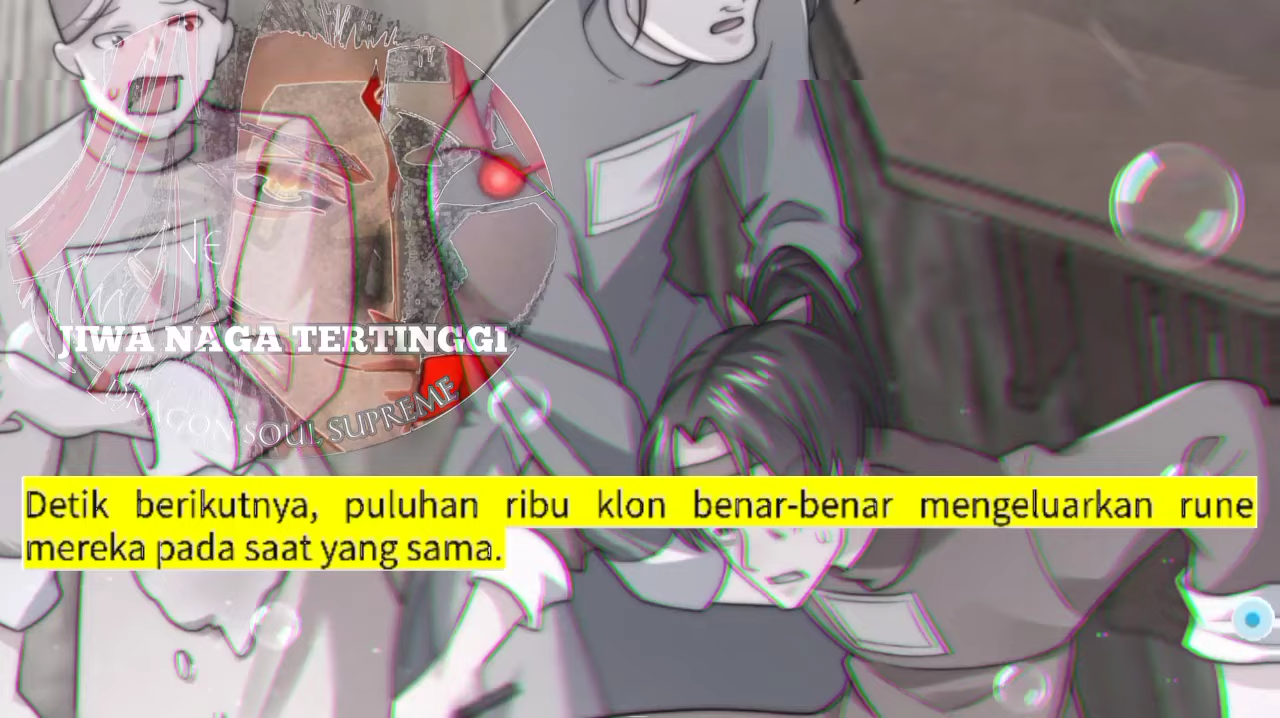 JIWA NAGA TERTINGGI
DRAGON SOUL SUPREME
Detik berikutnya, puluhan ribu klon benar-benar mengeluarkan rune
mereka pada saat yang sama.